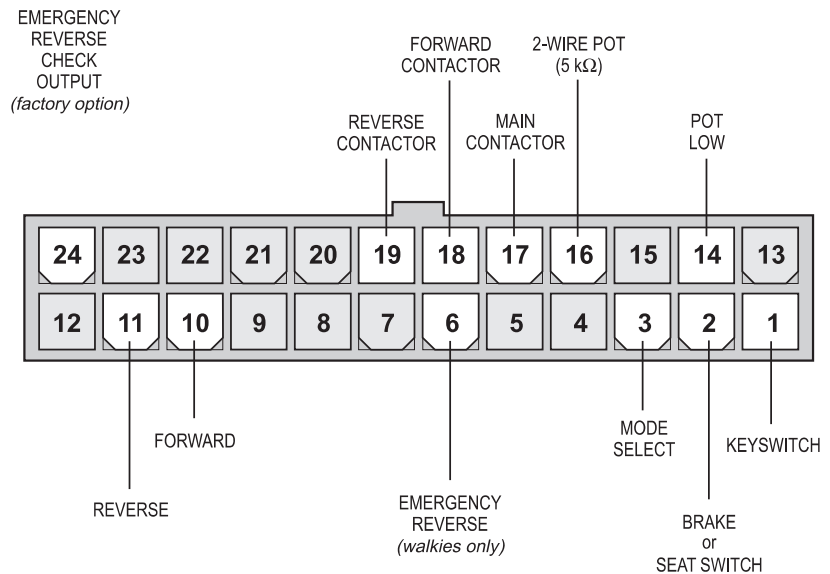 EMERGENCY
REVERSE
CHECK
OUTPUT
(factory option)
FORWARD
CONTACTOR
2-WIRE POT
(5 kΩ)
REVERSE
CONTACTOR
MAIN
CONTACTOR
POT
LOW
24 23 22 21 20 19 18 17 16 15 14 13
12 11 10 9 8 7 6 5 4 3 2 1
FORWARD
REVERSE
EMERGENCY
REVERSE
(walkies only)
MODE
SELECT
KEYSWITCH
BRAKE
or
SEAT SWITCH